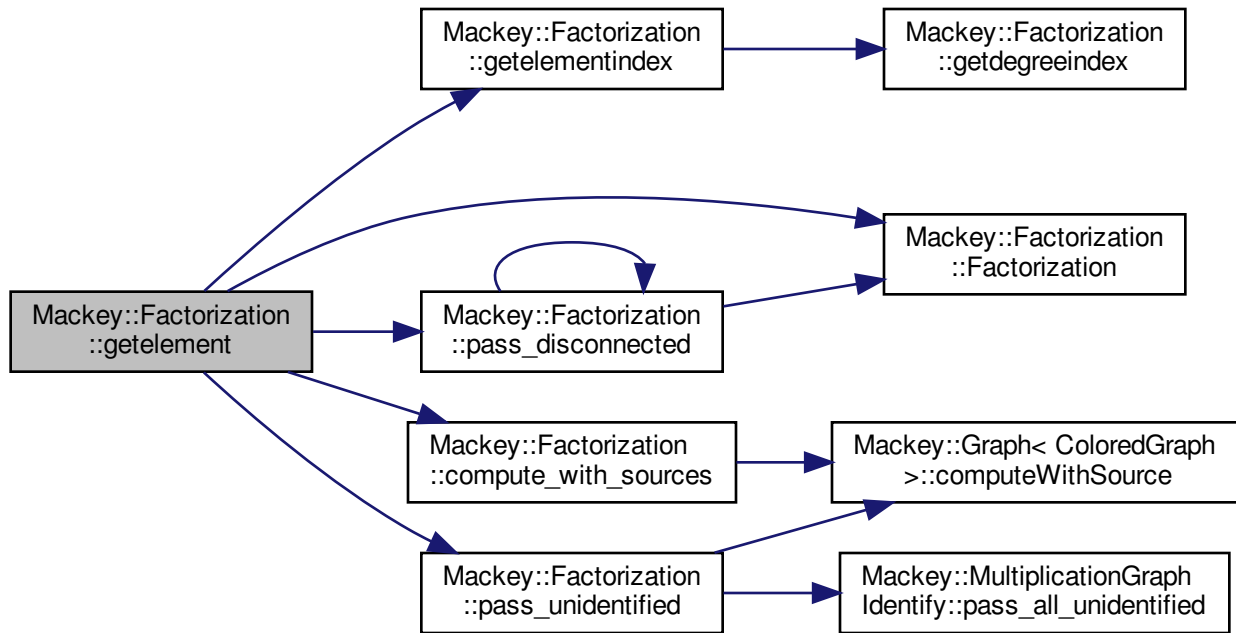 Mackey::Factorization
::getelement
Mackey::Factorization
::getelementindex
Mackey::Factorization
::getdegreeindex
Mackey::Factorization
::Factorization
Mackey::Factorization
::pass_disconnected
Mackey::Factorization
::compute_with_sources
Mackey::Graph< ColoredGraph
>::computeWithSource
Mackey::Factorization
::pass_unidentified
Mackey::MultiplicationGraph
Identify::pass_all_unidentified